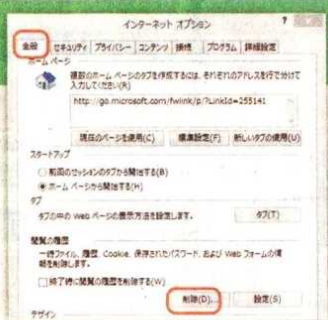 インターネット オプション
?
全般 セキュリティ プライバシー コンテンツ 接続 プログラム 詳細設定
ホーム ページ
複数のホーム ページのタブを作成するには、それぞれのアドレスを行で分けて
入力してください(R)
http://go.microsoft.com/fwlink/p/?LinkId=255141
現在のページを使用(C) 標準設定(F) 新しいタブの使用(U)
スタートアップ
前回のセッションのタブから開始する(B)
ホーム ページから開始する(H)
タブ
タブの中の Web ページの表示方法を設定します。 タブ(T)
閲覧の履歴
一時ファイル、履歴、Cookie、保存されたパスワード、および Web フォームの情
報を削除します。
終了時に閲覧の履歴を削除する(W)
削除(D)... 設定(S)
デザイン